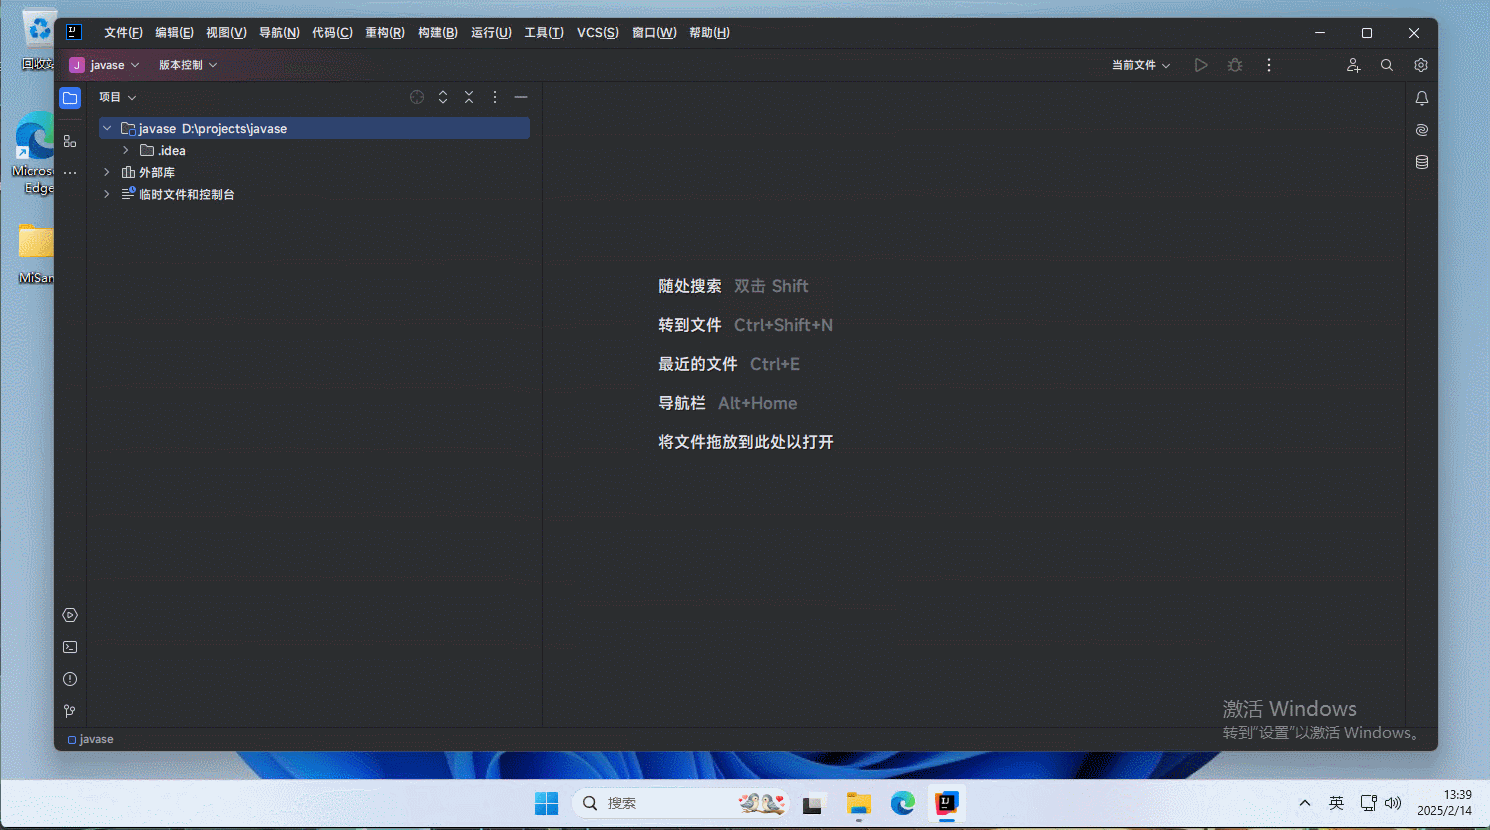 回收站
Micros
Edge
MiSan
文件(F) 编辑(E) 视图(V) 导航(N) 代码(C) 重构(R) 构建(B) 运行(U) 工具(T) VCS(S) 窗口(W) 帮助(H)
J javase 版本控制 当前文件
项目
javase D:\projects\javase
.idea
外部库
临时文件和控制台
随处搜索 双击 Shift
转到文件 Ctrl+Shift+N
最近的文件 Ctrl+E
导航栏 Alt+Home
将文件拖放到此处以打开
激活 Windows
转到“设置”以激活 Windows。
javase
搜索
英
13:39
2025/2/14